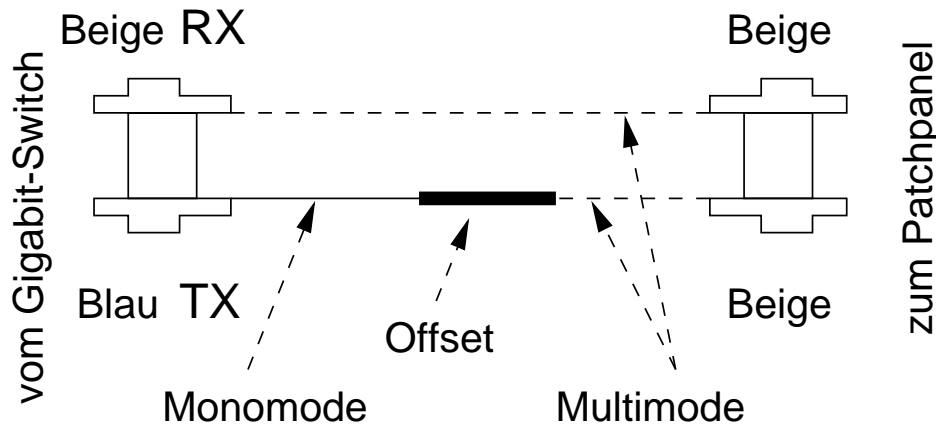 Beige RX
Beige
vom Gigabit-Switch
zum Patchpanel
Blau TX
Beige
Offset
Monomode
Multimode